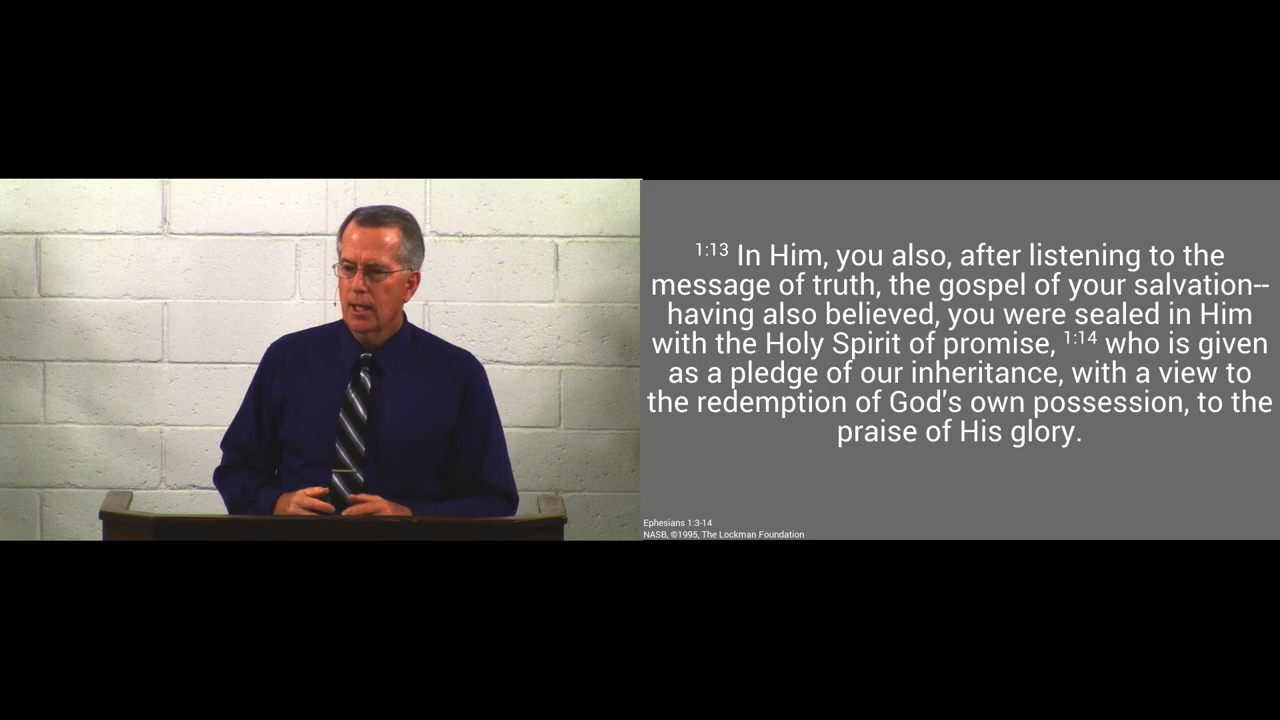 1:13 In Him, you also, after listening to the
message of truth, the gospel of your salvation--
having also believed, you were sealed in Him
with the Holy Spirit of promise, 1:14 who is given
as a pledge of our inheritance, with a view to
the redemption of God's own possession, to the
praise of His glory.
Ephesians 1:3-14
NASB, ©1995, The Lockman Foundation